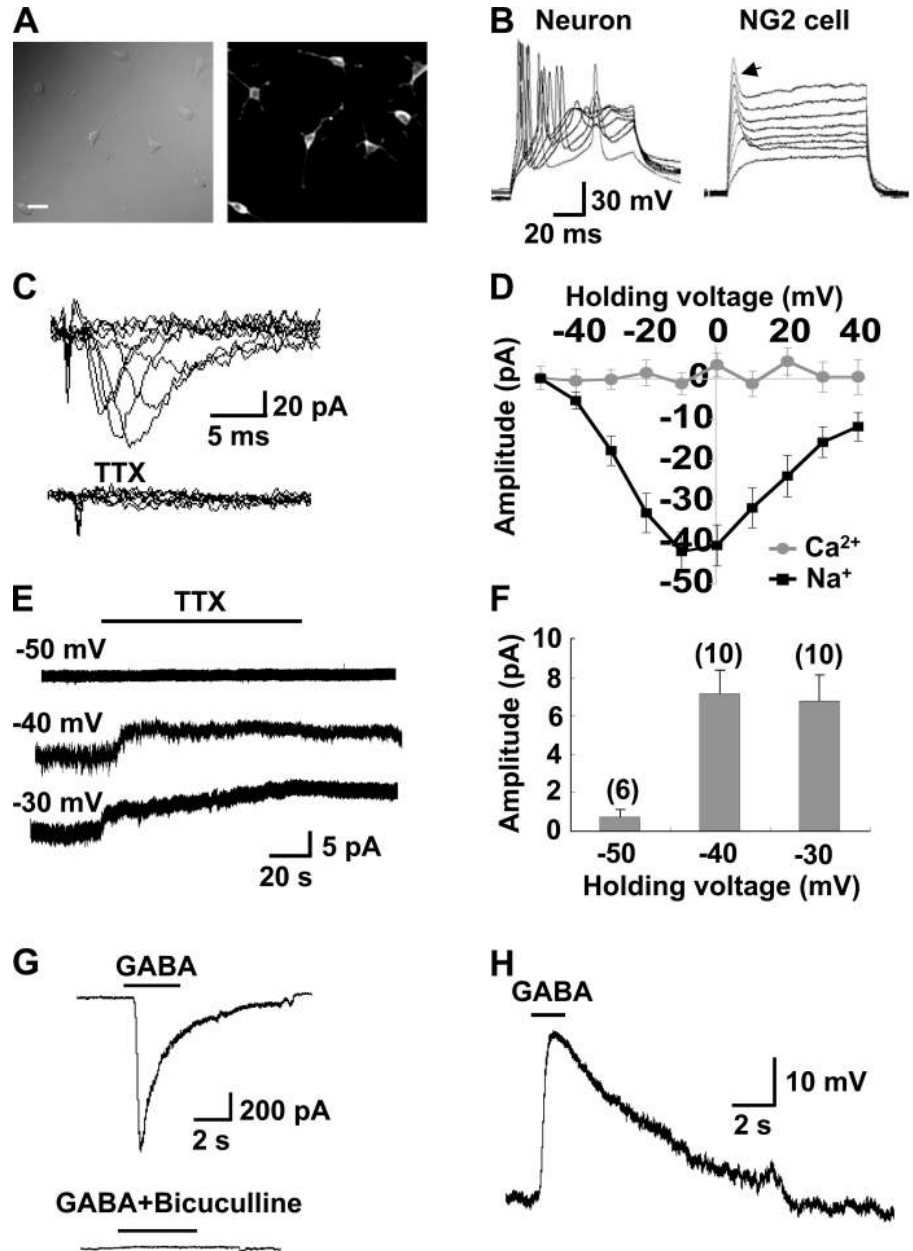 A
B
Neuron
NG2 cell
30 mV
20 ms
C
20 pA
5 ms
TTX
D
Holding voltage (mV)
-40 -20 0 20 40
Amplitude (pA)
0
-10
-20
-30
-40
-50
Ca²⁺
Na⁺
E
TTX
-50 mV
-40 mV
-30 mV
5 pA
20 s
F
Amplitude (pA)
10
8
6
4
2
0
(6)
(10)
(10)
-50 -40 -30
Holding voltage (mV)
G
GABA
200 pA
2 s
GABA+Bicuculline
H
GABA
10 mV
2 s